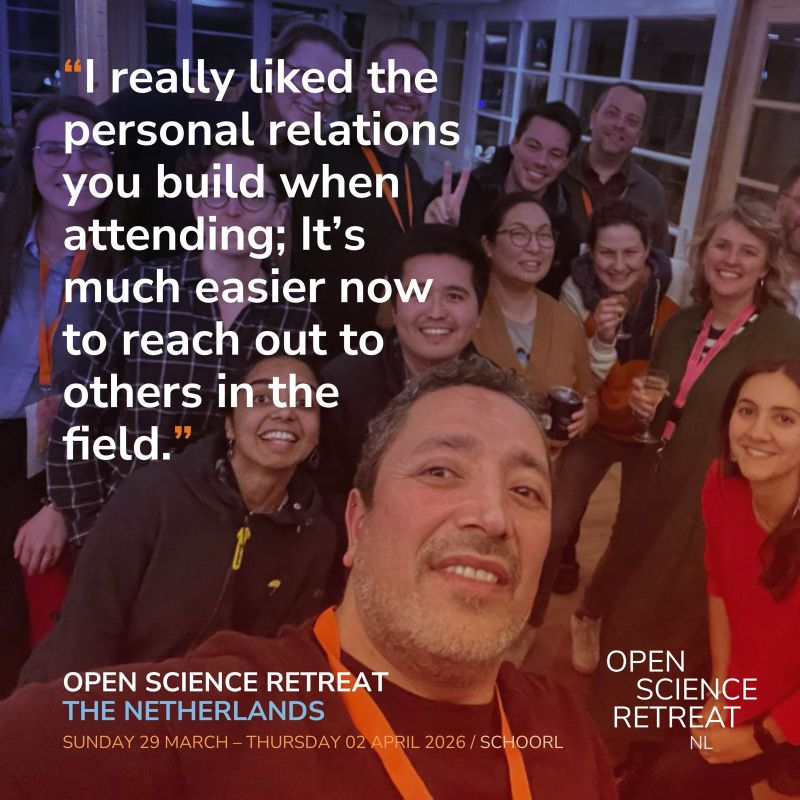 “I really liked the
personal relations
you build when
attending; It’s
much easier now
to reach out to
others in the
field.”
OPEN SCIENCE RETREAT
THE NETHERLANDS
SUNDAY 29 MARCH – THURSDAY 02 APRIL 2026 / SCHOORL
OPEN
SCIENCE
RETREAT
NL